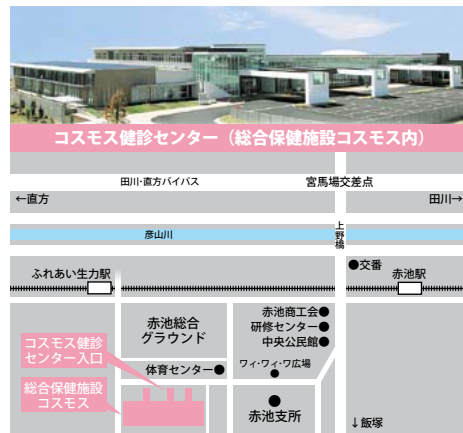 コスモス健診センター（総合保健施設コスモス内）
田川・直方バイパス
宮馬場交差点
←直方
田川→
彦山川
上野橋
ふれあい生力駅
●交番
赤池駅
赤池総合
グラウンド
赤池商工会●
研修センター●
中央公民館●
コスモス健診
センター入口
体育センター●
ワィ・ワィ・ワ広場
●
総合保健施設
コスモス
●
赤池支所
↓飯塚